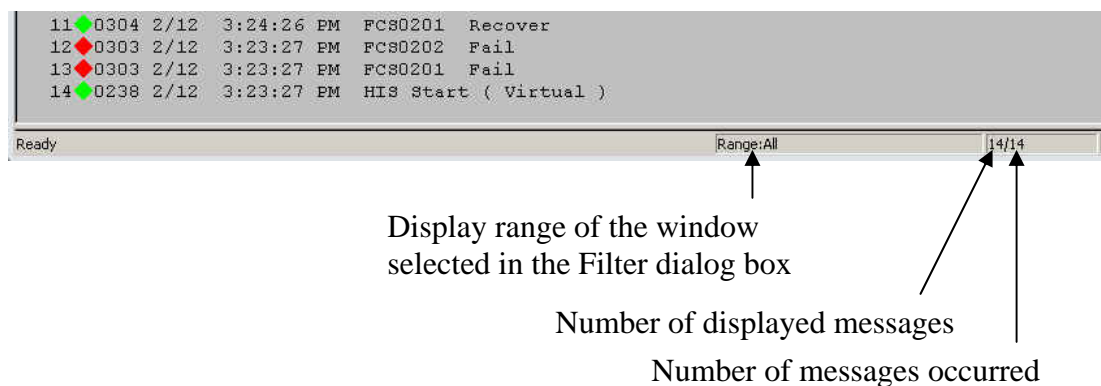 11 0304 2/12 3:24:26 PM FCS0201 Recover
12 0303 2/12 3:23:27 PM FCS0202 Fail
13 0303 2/12 3:23:27 PM FCS0201 Fail
14 0238 2/12 3:23:27 PM HIS Start ( Virtual )
Ready Range:All 14/14
Display range of the window
selected in the Filter dialog box
Number of displayed messages
Number of messages occurred